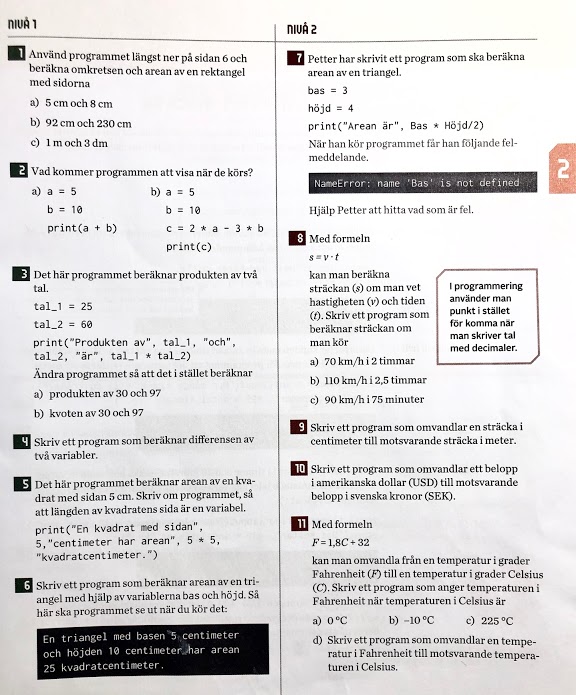 NIVÅ 1
1 Använd programmet längst ner på sidan 6 och
beräkna omkretsen och arean av en rektangel
med sidorna
a) 5 cm och 8 cm
b) 92 cm och 230 cm
c) 1 m och 3 dm
2 Vad kommer programmen att visa när de körs?
a) a = 5
b = 10
print(a + b)
b) a = 5
b = 10
c = 2 * a - 3 * b
print(c)
3 Det här programmet beräknar produkten av två
tal.
tal_1 = 25
tal_2 = 60
print("Produkten av", tal_1, "och",
tal_2, "är", tal_1 * tal_2)
Ändra programmet så att det i stället beräknar
a) produkten av 30 och 97
b) kvoten av 30 och 97
4 Skriv ett program som beräknar differensen av
två variabler.
5 Det här programmet beräknar arean av en kva-
drat med sidan 5 cm. Skriv om programmet, så
att längden av kvadratens sida är en variabel.
print("En kvadrat med sidan",
5,"centimeter har arean", 5 * 5,
"kvadratcentimeter.")
6 Skriv ett program som beräknar arean av en tri-
angel med hjälp av variablerna bas och höjd. Så
här ska programmet se ut när du kör det:
En triangel med basen 5 centimeter
och höjden 10 centimeter har arean
25 kvadratcentimeter.
NIVÅ 2
7 Petter har skrivit ett program som ska beräkna
arean av en triangel.
bas = 3
höjd = 4
print("Arean är", Bas * Höjd/2)
När han kör programmet får han följande fel-
meddelande.
NameError: name 'Bas' is not defined
Hjälp Petter att hitta vad som är fel.
8 Med formeln
s = v · t
kan man beräkna
sträckan (s) om man vet
hastigheten (v) och tiden
(t). Skriv ett program som
beräknar sträckan om
man kör
a) 70 km/h i 2 timmar
b) 110 km/h i 2,5 timmar
c) 90 km/h i 75 minuter
I programmering
använder man
punkt i stället
för komma när
man skriver tal
med decimaler.
9 Skriv ett program som omvandlar en sträcka i
centimeter till motsvarande sträcka i meter.
10 Skriv ett program som omvandlar ett belopp
i amerikanska dollar (USD) till motsvarande
belopp i svenska kronor (SEK).
11 Med formeln
F = 1,8C + 32
kan man omvandla från en temperatur i grader
Fahrenheit (F) till en temperatur i grader Celsius
(C). Skriv ett program som anger temperaturen i
Fahrenheit när temperaturen i Celsius är
a) 0 °C b) –10 °C c) 225 °C
d) Skriv ett program som omvandlar en tempe-
ratur i Fahrenheit till motsvarande tempera-
turen i Celsius.
2